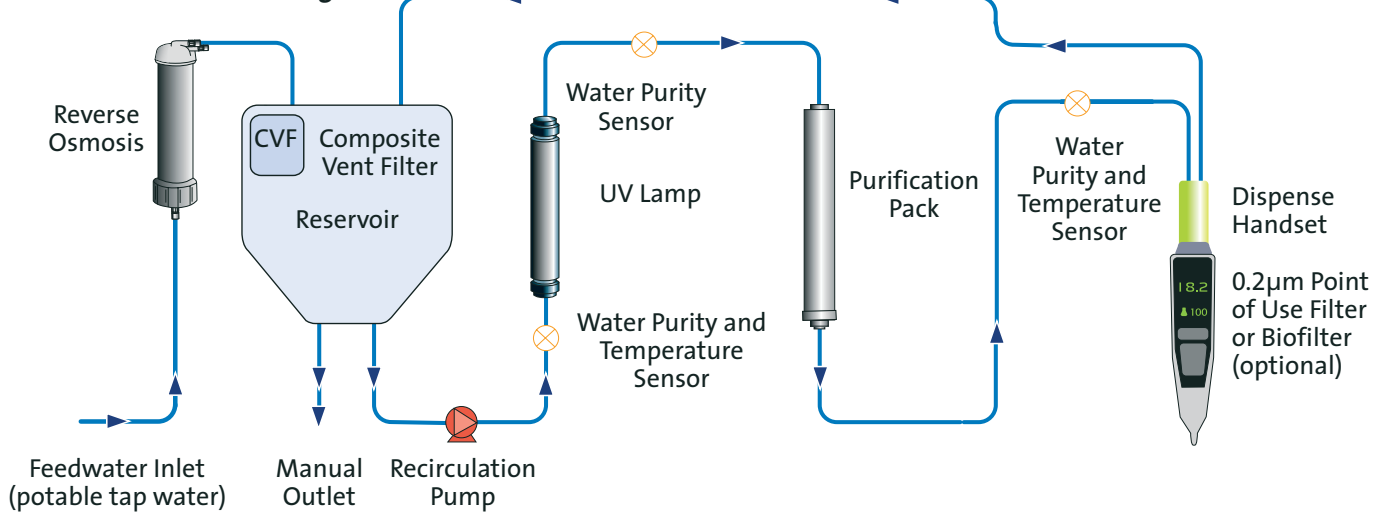 Reverse
Osmosis
CVF
Composite
Vent Filter
Reservoir
Water Purity
Sensor
UV Lamp
Water Purity and
Temperature
Sensor
Purification
Pack
Water
Purity and
Temperature
Sensor
Dispense
Handset
18.2
100
0.2µm Point
of Use Filter
or Biofilter
(optional)
Feedwater Inlet
(potable tap water)
Manual
Outlet
Recirculation
Pump